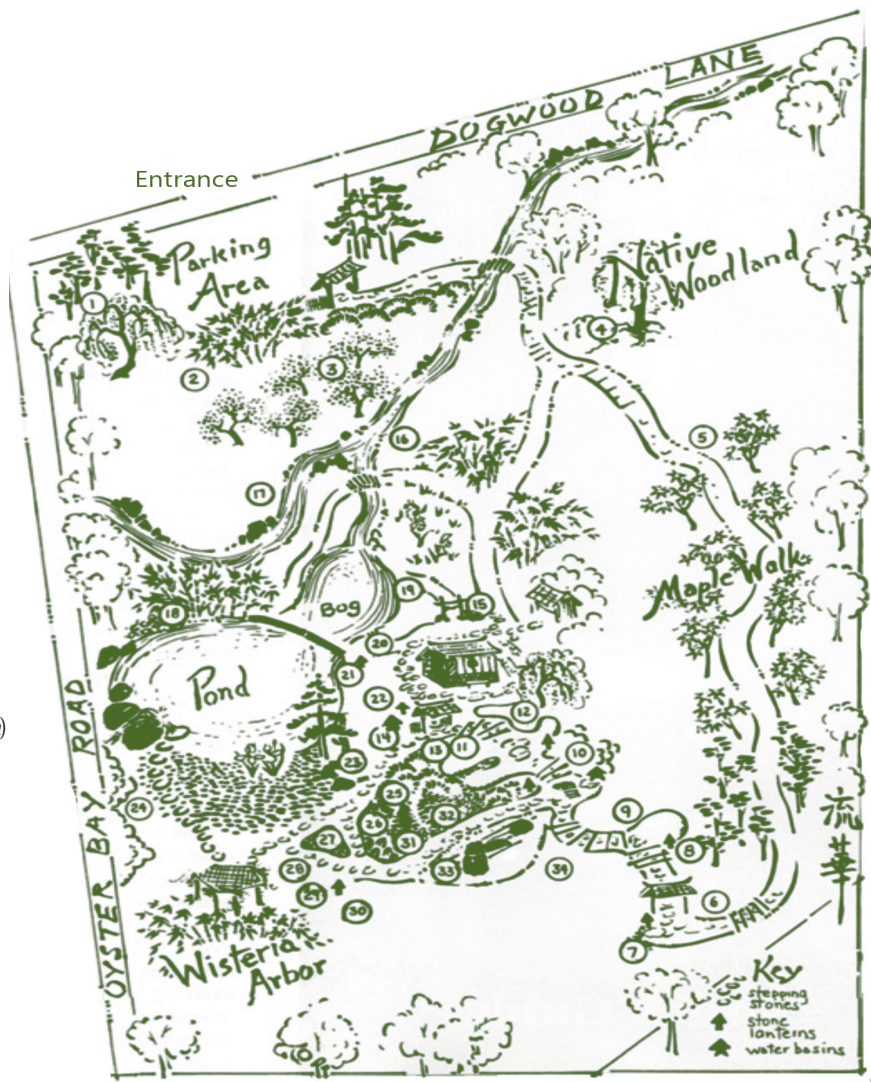 DOGWOOD LANE
Entrance
Parking
Area
Native
Woodland
1
2
3
4
16
5
17
Maple Walk
19
Bog
15
18
20
Pond
21
22
12
14
13
11
10
23
25
24
26
32
9
27
31
8
28
33
34
29
30
6
7
OYSTER BAY ROAD
Wisteria
Arbor
流
華
Key
stepping
stones
stone
lanterns
water basins
)